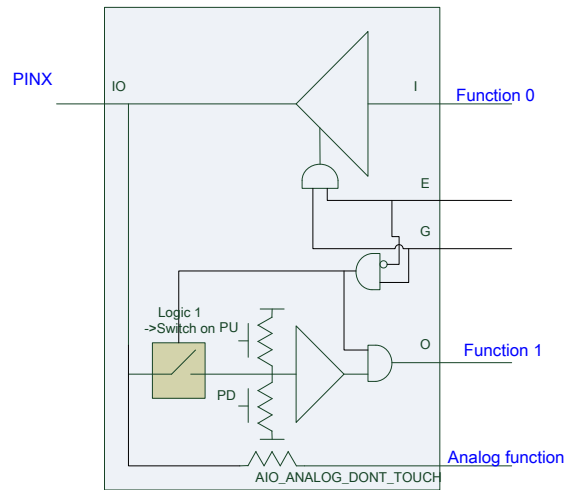 PINX
IO
I
Function 0
E
G
Logic 1
->Switch on
PU
PD
O
Function 1
Analog function
AIO_ANALOG_DONT_TOUCH